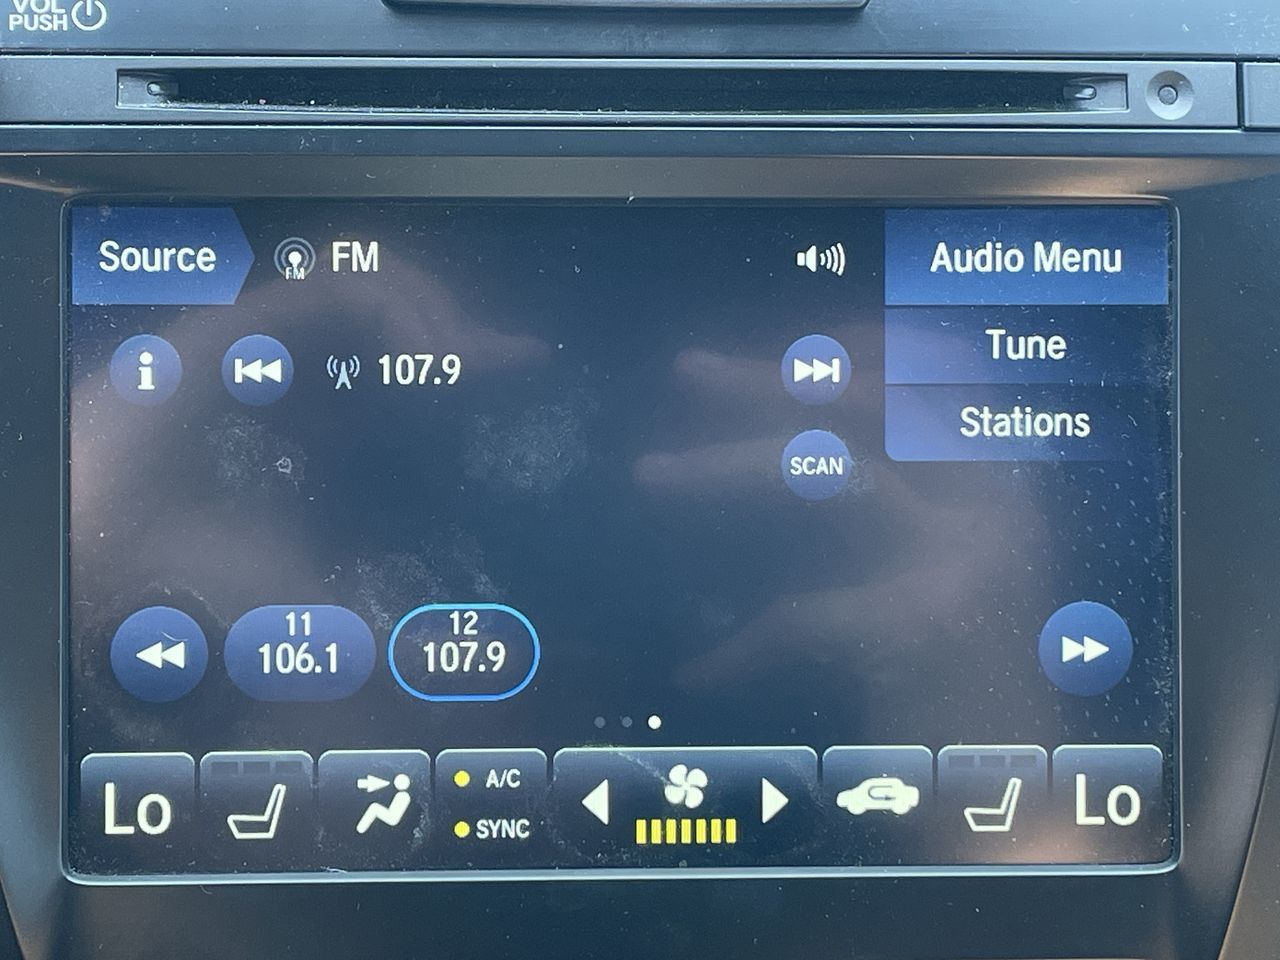 VOL
PUSH
Source
FM
FM
Audio Menu
i
107.9
Tune
Stations
SCAN
11
106.1
12
107.9
Lo
A/C
SYNC
Lo